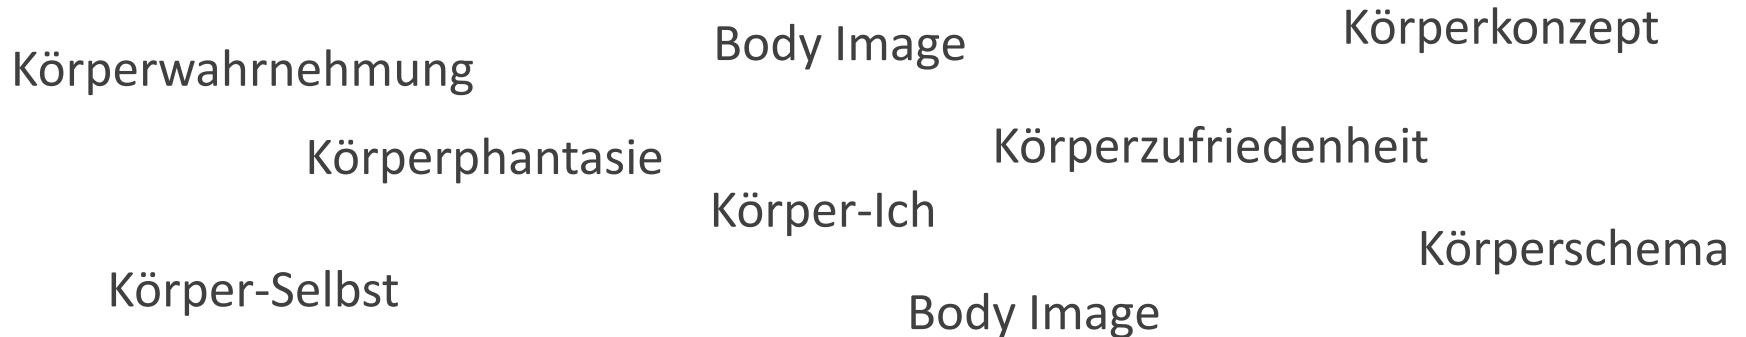 Körperkonzept
Body Image
Körperwahrnehmung
Körperzufriedenheit
Körperphantasie
Körper-Ich
Körperschema
Körper-Selbst
Body Image